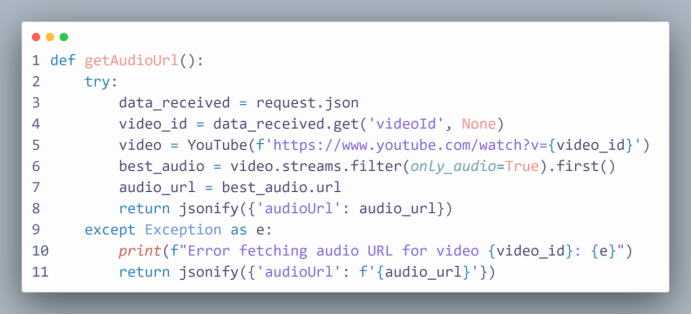 1 def getAudioUrl():
2     try:
3         data_received = request.json
4         video_id = data_received.get('videoId', None)
5         video = YouTube(f'https://www.youtube.com/watch?v={video_id}')
6         best_audio = video.streams.filter(only_audio=True).first()
7         audio_url = best_audio.url
8         return jsonify({'audioUrl': audio_url})
9     except Exception as e:
10         print(f"Error fetching audio URL for video {video_id}: {e}")
11         return jsonify({'audioUrl': f'{audio_url}'})